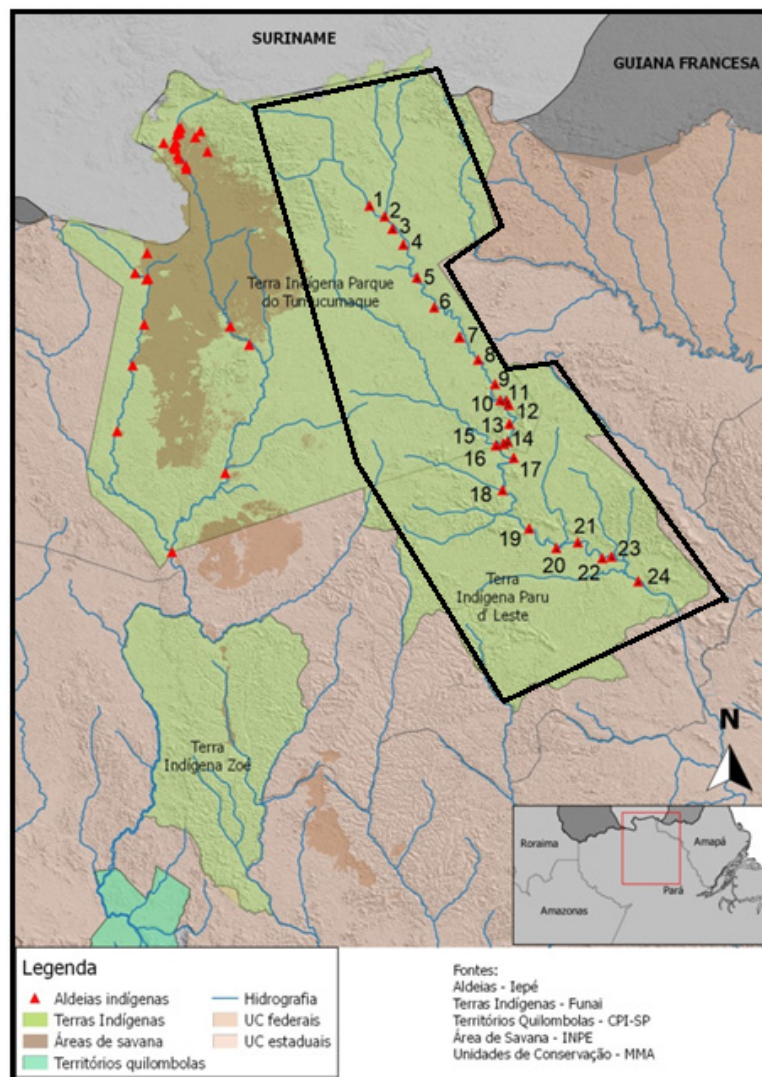 SURINAME
GUIANA FRANCESA
1
2
3
4
5
Terra Indígena Parque
do Tumucumaque
6
7
8
9
10
11
12
13
14
15
16
17
18
19
20
21
22
23
24
Terra
Indígena Paru
d' Leste
Terra
Indígena Zoé
N
Roraima
Amapá
Pará
Amazonas
Legenda
Aldeias indígenas
Terras Indígenas
Áreas de savana
Territórios quilombolas
Hidrografia
UC federais
UC estaduais
Fontes:
Aldeias - Iepé
Terras Indígenas - Funai
Territórios Quilombolas - CPI-SP
Área de Savana - INPE
Unidades de Conservação - MMA